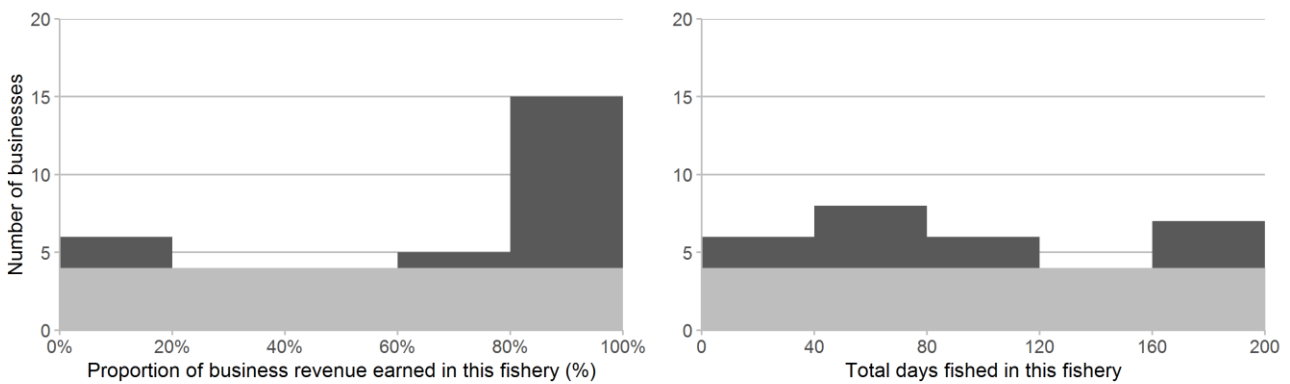 Number of businesses
20
15
10
5
0
0% 20% 40% 60% 80% 100%
Proportion of business revenue earned in this fishery (%)
20
15
10
5
0
0 40 80 120 160 200
Total days fished in this fishery